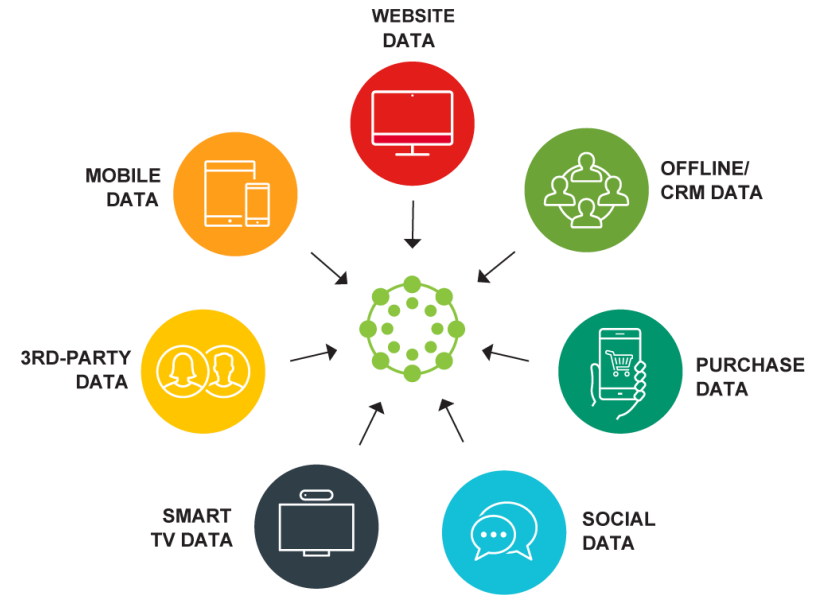 WEBSITE
DATA
OFFLINE/
CRM DATA
PURCHASE
DATA
SOCIAL
DATA
SMART
TV DATA
3RD-PARTY
DATA
MOBILE
DATA